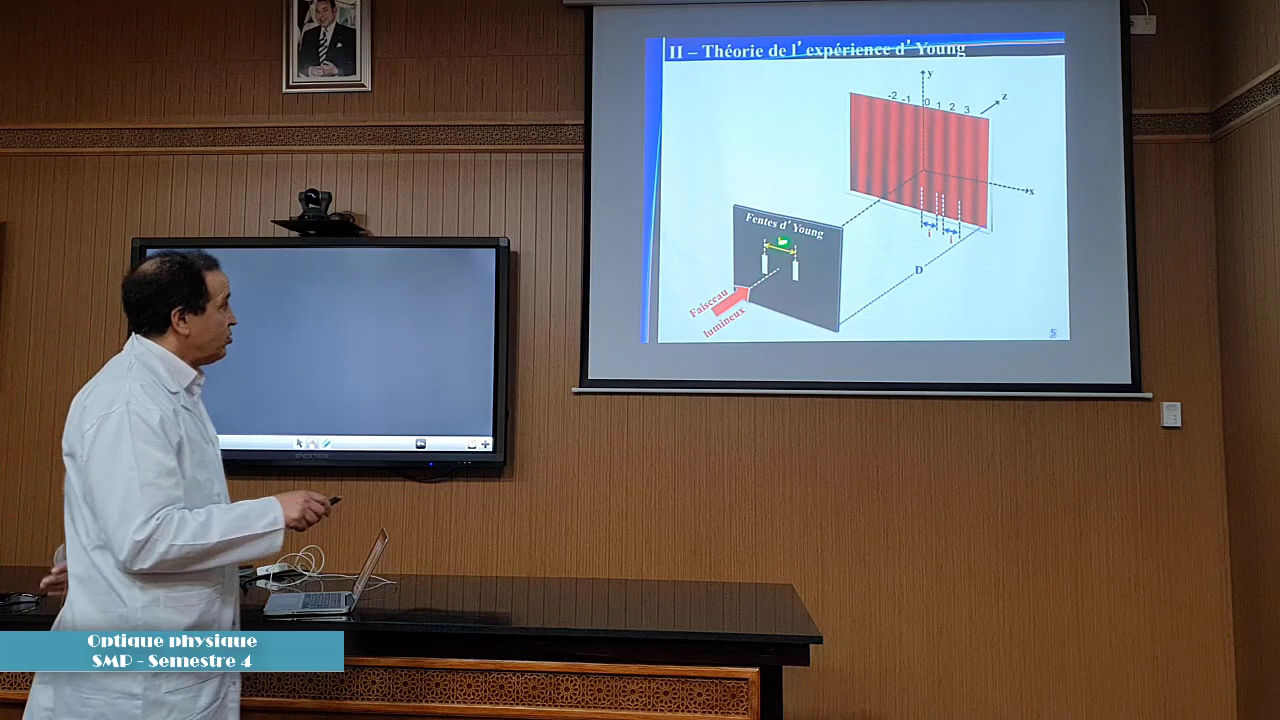 II – Théorie de l’expérience d’Young
y
-2 -1 0 1 2 3
z
x
Fentes d’Young
i
i
D
Faisceau
lumineux
5
SPECKTRON
Optique physique
SMP - Semestre 4